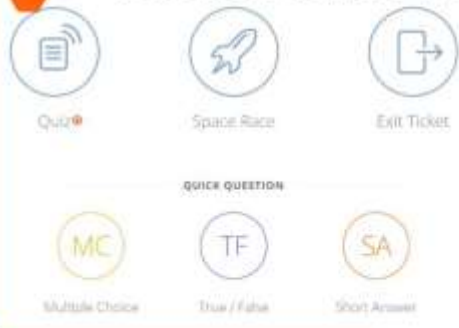 Quiz
Space Race
Exit Ticket
QUICK QUESTION
MC
TF
SA
Multiple Choice
True / False
Short Answer